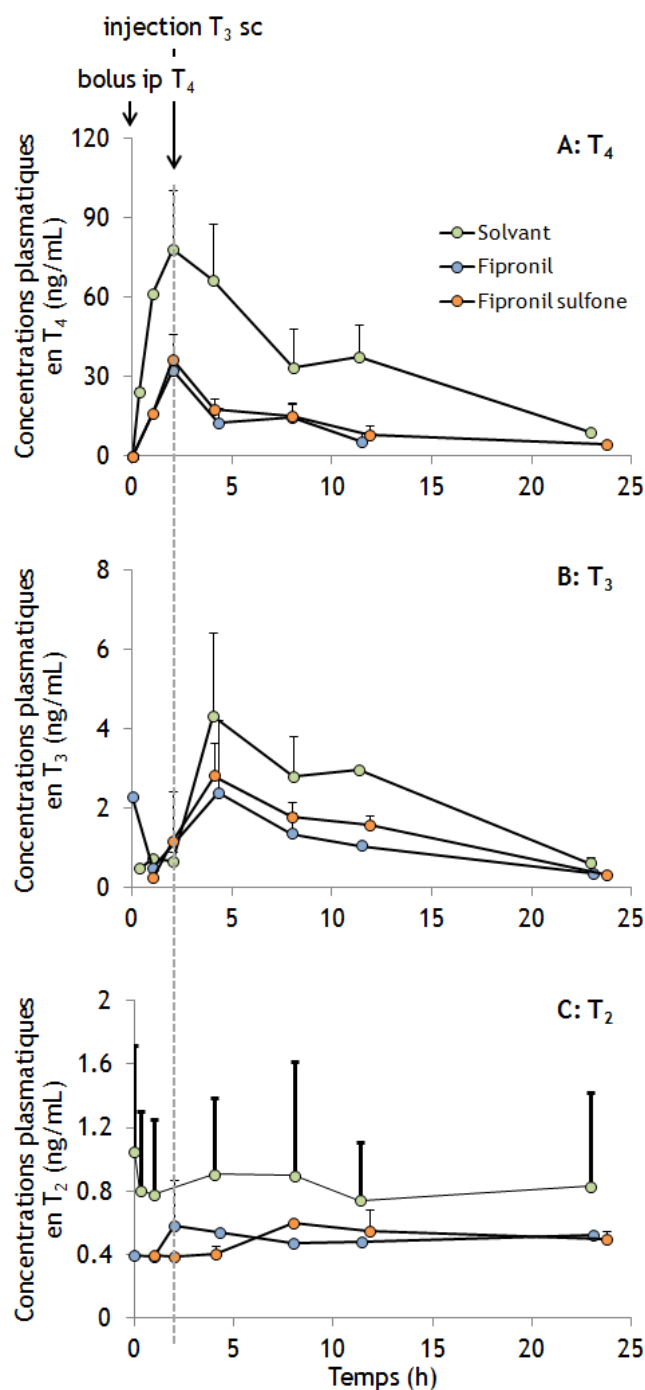 injection T₃ sc
bolus ip T₄
A: T₄
Concentrations plasmatiques
en T₄ (ng/mL)
120
90
60
30
0
Solvant
Fipronil
Fipronil sulfone
0 5 10 15 20 25
B: T₃
Concentrations plasmatiques
en T₃ (ng/mL)
8
6
4
2
0
0 5 10 15 20 25
C: T₂
Concentrations plasmatiques
en T₂ (ng/mL)
2
1.6
1.2
0.8
0.4
0
0 5 10 15 20 25
Temps (h)